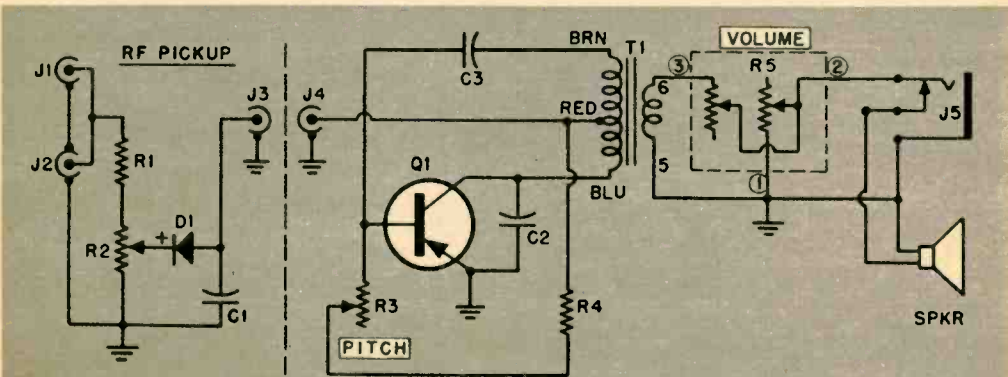 RF PICKUP
J1
J2
R1
R2
D1
+
C1
J3
J4
C3
Q1
R3
PITCH
C2
R4
BRN
RED
BLU
T1
6
5
VOLUME
3
R5
2
1
J5
SPKR